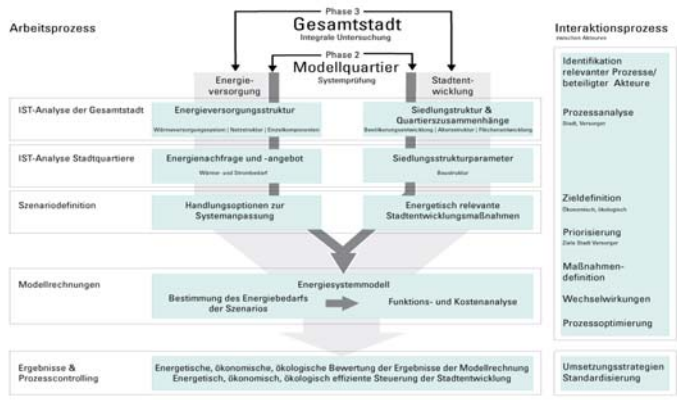 Phase 3
Arbeitsprozess
Gesamtstadt
Integrale Untersuchung
Interaktionsprozess
zwischen Akteuren
Phase 2
Modellquartier
Systemprüfung
Energie-
versorgung
Stadtent-
wicklung
IST-Analyse der Gesamtstadt
Energieversorgungsstruktur
Wärmeversorgungsoption | Netzstruktur | Einzelkomponenten
Siedlungsstruktur &
Quartierszusammenhänge
Bevölkerungsentwicklung | Altersstruktur | Flächenentwicklung
IST-Analyse Stadtquartiere
Energienachfrage und -angebot
Wärme- und Strombedarf
Siedlungsstrukturparameter
Baustruktur
Szenariodefinition
Handlungsoptionen zur
Systemanpassung
Energetisch relevante
Stadtentwicklungsmaßnahmen
Modellrechnungen
Energiesystemmodell
Bestimmung des Energiebedarfs
der Szenarios
Funktions- und Kostenanalyse
Ergebnisse &
Prozesscontrolling
Energetische, ökonomische, ökologische Bewertung der Ergebnisse der Modellrechnung
Energetisch, ökonomisch, ökologisch effiziente Steuerung der Stadtentwicklung
Identifikation
relevanter Prozesse/
beteiligter Akteure
Prozessanalyse
Stadt, Versorger
Zieldefinition
Ökonomisch, ökologisch
Priorisierung
Ziele Stadt Versorger
Maßnahmen-
definition
Wechselwirkungen
Prozessoptimierung
Umsetzungsstrategien
Standardisierung